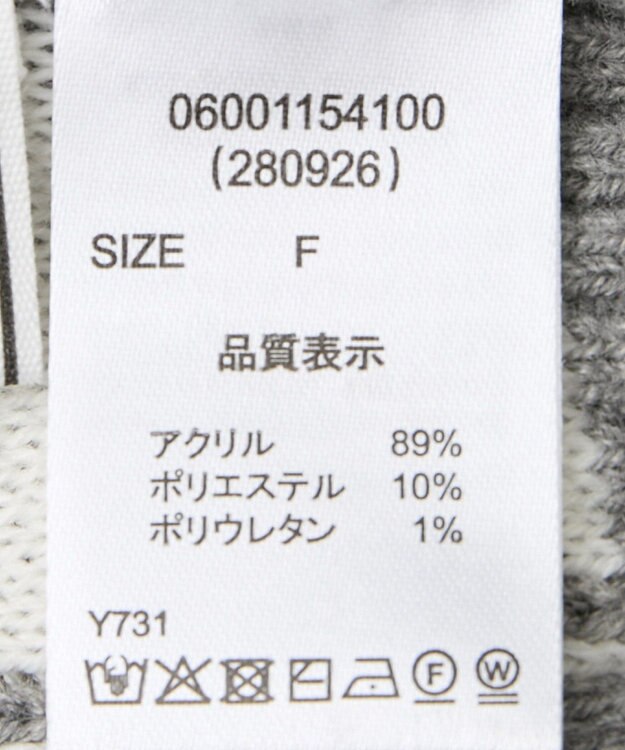 06001154100
(280926)
SIZE F
品質表示
アクリル 89%
ポリエステル 10%
ポリウレタン 1%
Y731
F W